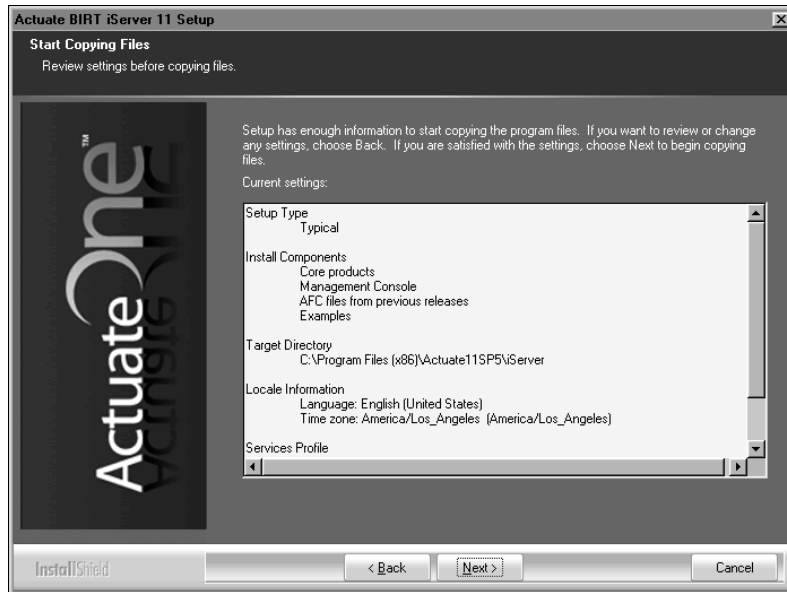 Actuate BIRT iServer 11 Setup
Start Copying Files
Review settings before copying files.
Setup has enough information to start copying the program files. If you want to review or change
any settings, choose Back. If you are satisfied with the settings, choose Next to begin copying
files.
Current settings:
Setup Type
Typical
Install Components
Core products
Management Console
AFC files from previous releases
Examples
Target Directory
C:\Program Files (x86)\Actuate11SP5\iServer
Locale Information
Language: English (United States)
Time zone: America/Los_Angeles (America/Los_Angeles)
Services Profile
ActuateOne™
InstallShield
< Back
Next >
Cancel